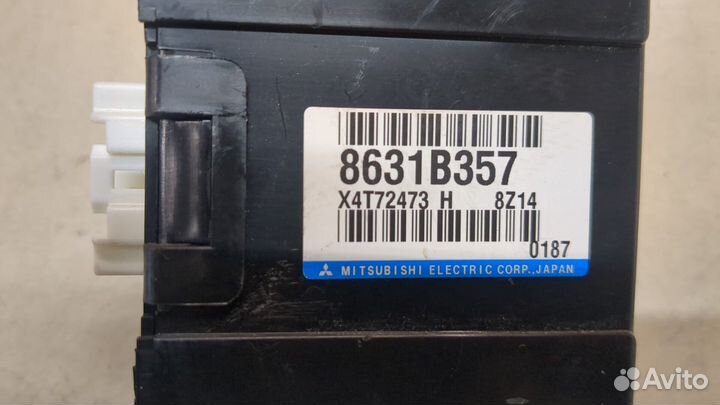 8631B357
X4T72473 H 8Z14
0187
MITSUBISHI ELECTRIC CORP.,JAPAN
Avito